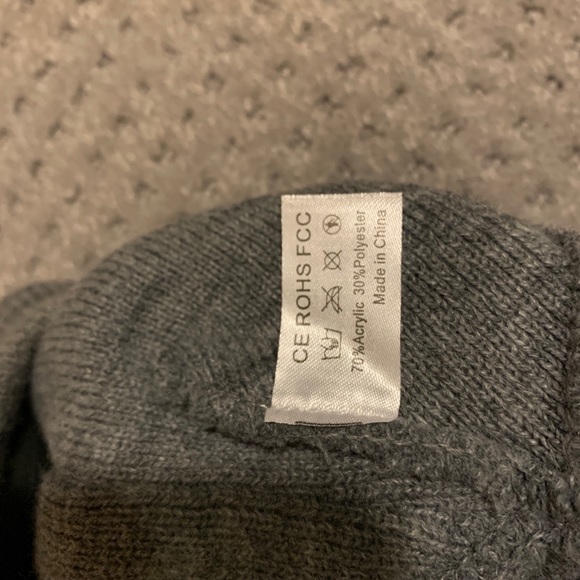 CE ROHS FCC
70%Acrylic 30%Polyester
Made in China